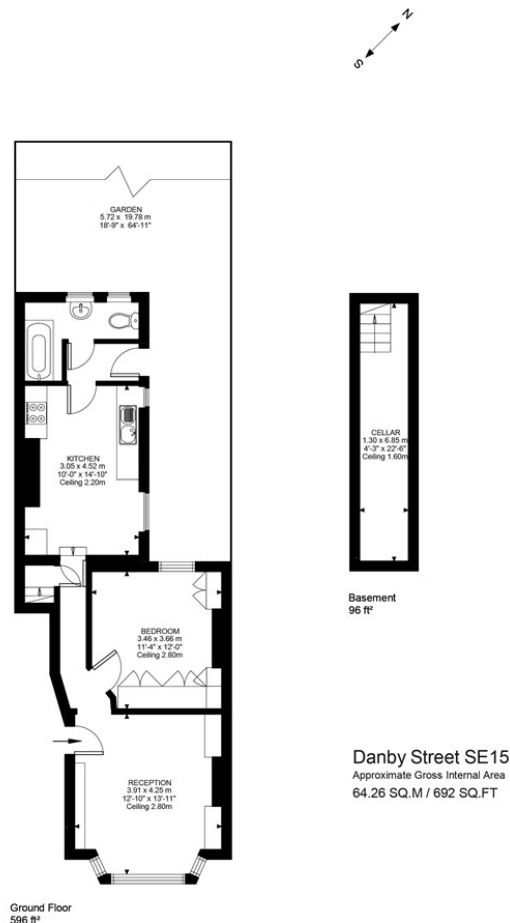 N
S
GARDEN
5.72 x 19.78 m
18'-9" x 64'-11"
KITCHEN
3.05 x 4.52 m
10'-0" x 14'-10"
Ceiling 2.20m
CELLAR
1.30 x 6.85 m
4'-3" x 22'-6"
Ceiling 1.60m
Basement
96 ft²
BEDROOM
3.46 x 3.66 m
11'-4" x 12'-0"
Ceiling 2.80m
RECEPTION
3.91 x 4.25 m
12'-10" x 13'-11"
Ceiling 2.80m
Danby Street SE15
Approximate Gross Internal Area
64.26 SQ.M / 692 SQ.FT
Ground Floor
596 ft²